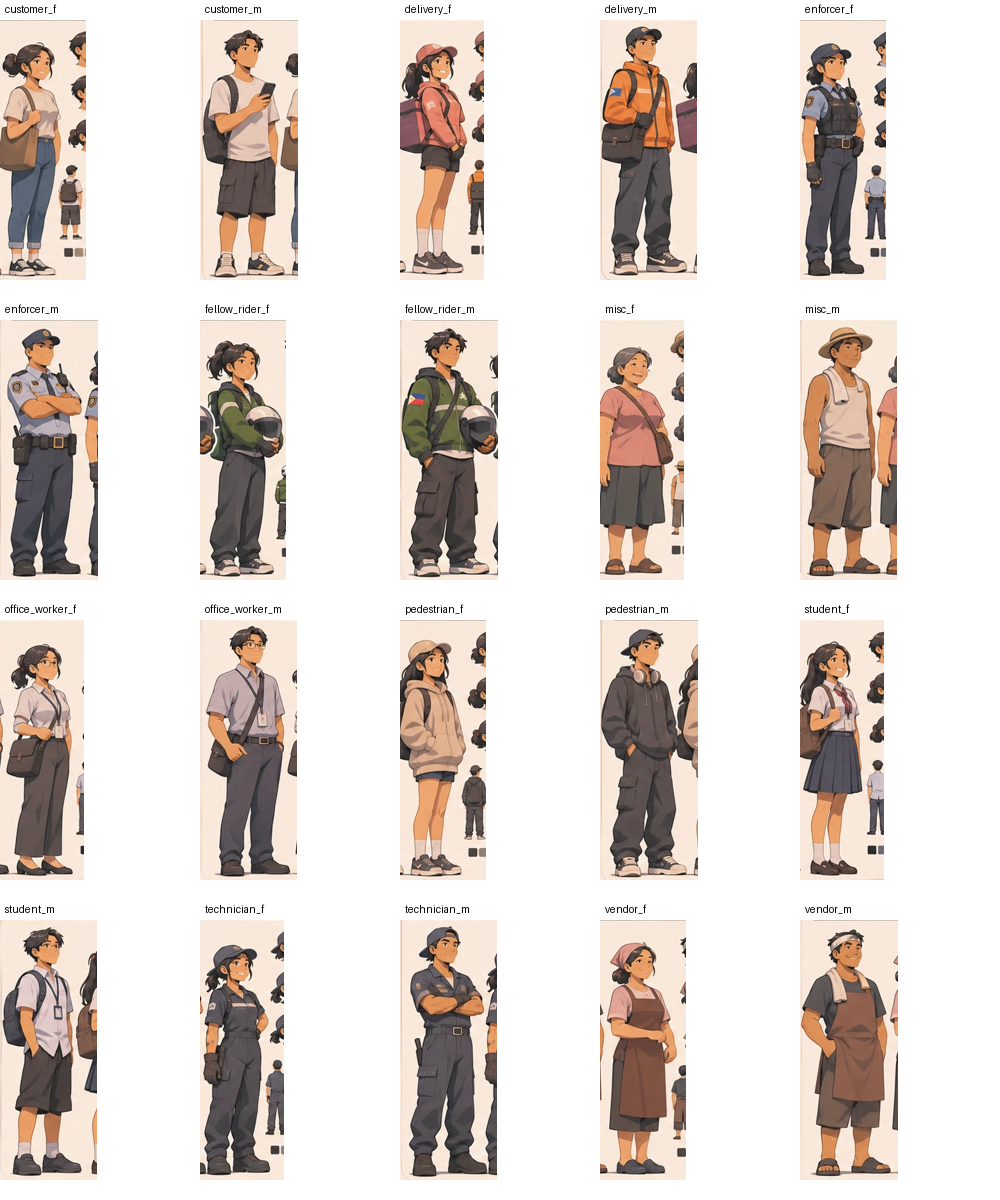 customer_f
customer_m
delivery_f
delivery_m
enforcer_f
enforcer_m
fellow_rider_f
fellow_rider_m
misc_f
misc_m
office_worker_f
office_worker_m
pedestrian_f
pedestrian_m
student_f
student_m
technician_f
technician_m
vendor_f
vendor_m